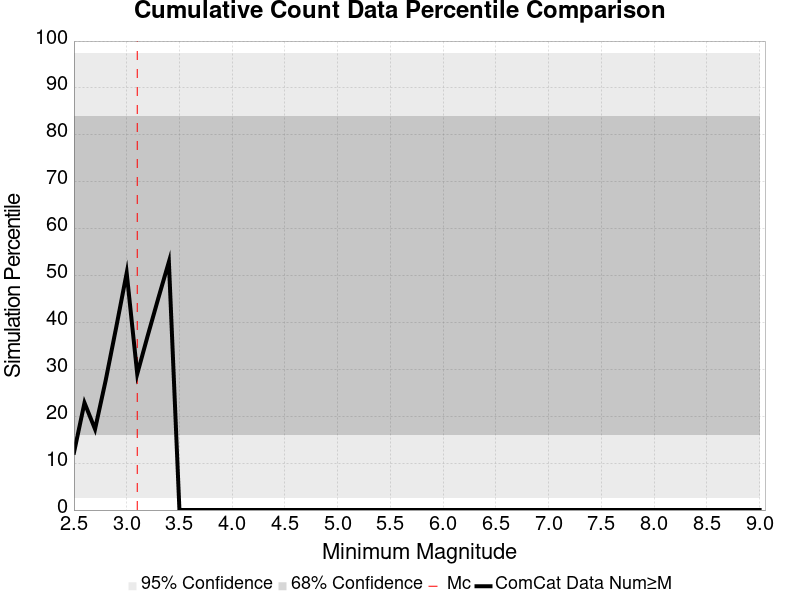 Cumulative Count Data Percentile Comparison
100
90
80
70
60
50
40
30
20
10
0
Simulation Percentile
2.5 3.0 3.5 4.0 4.5 5.0 5.5 6.0 6.5 7.0 7.5 8.0 8.5 9.0
Minimum Magnitude
95% Confidence 68% Confidence Mc ComCat Data Num≥M